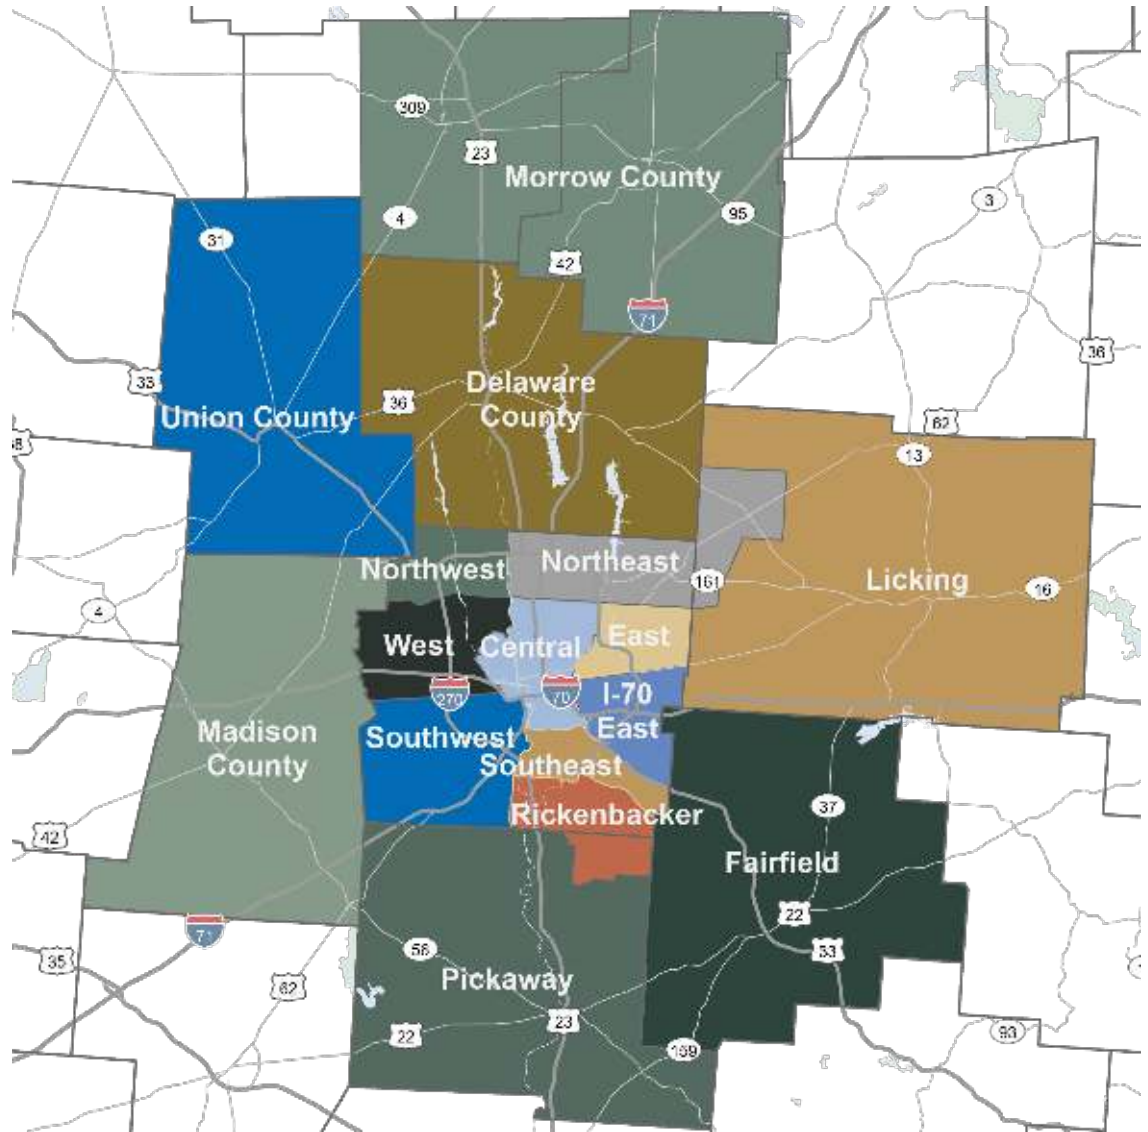 309
23
Morrow County
4
95
3
31
42
71
36
33
Delaware
County
36
Union County
62
13
Northwest
Northeast
161
Licking
16
4
West
Central
East
270
70
I-70
East
Madison
County
Southwest
Southeast
Rickenbacker
37
42
Fairfield
22
71
35
56
33
62
Pickaway
23
22
159
93